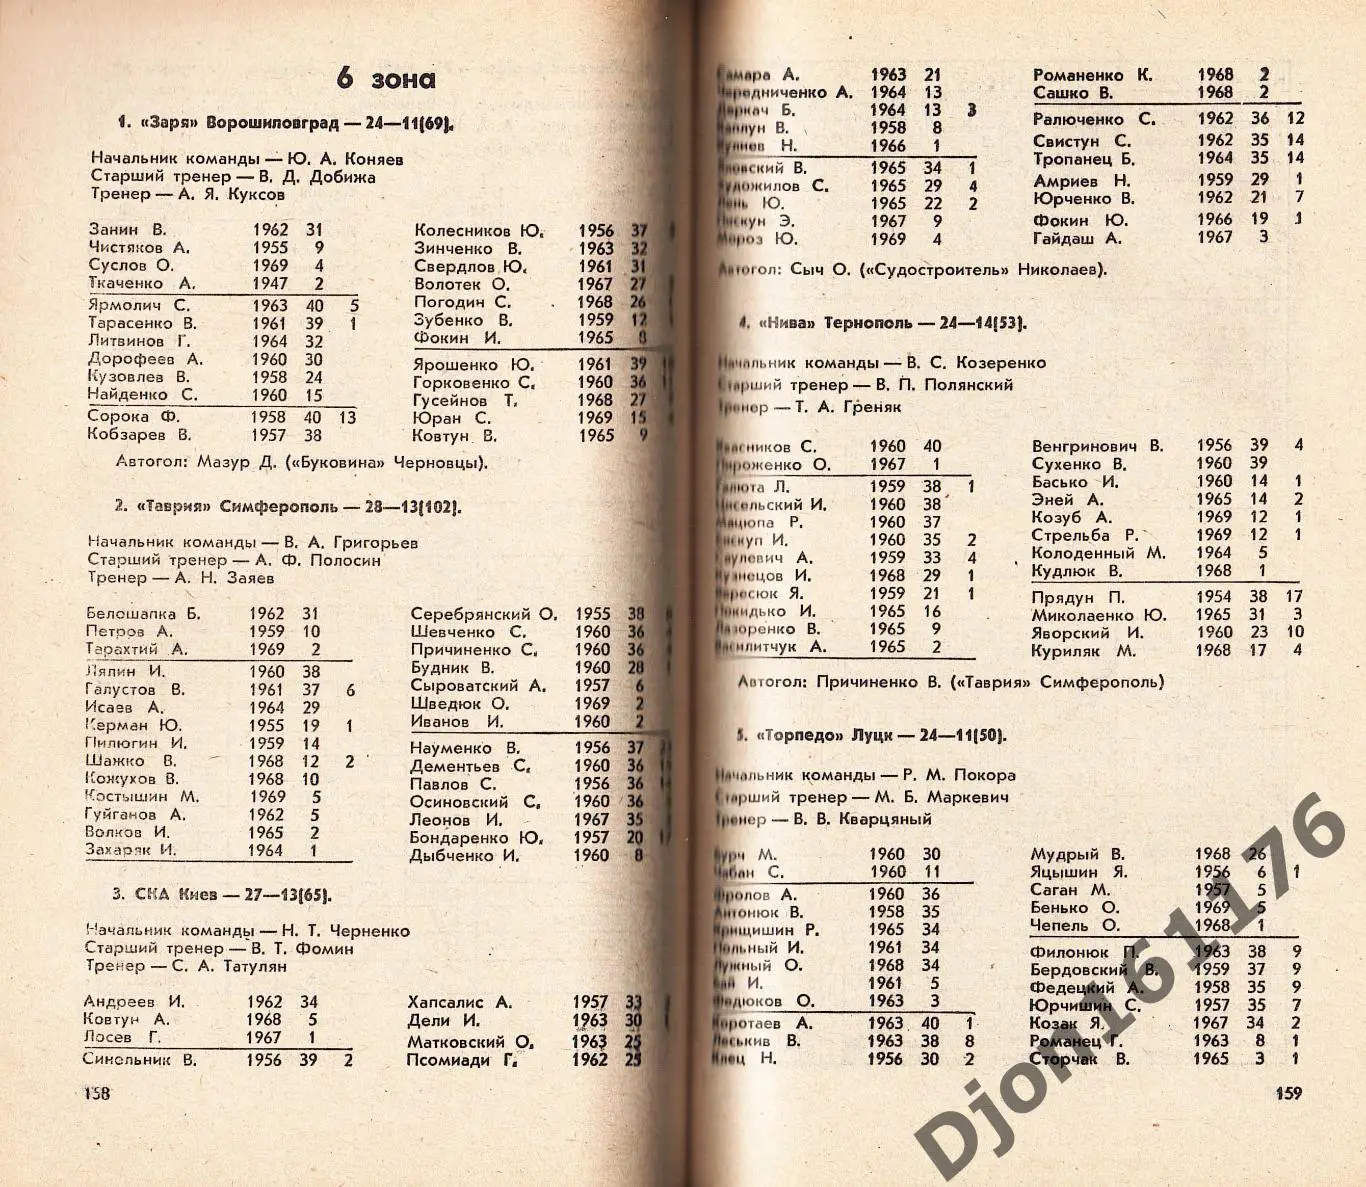 6 зона
1. «Заря» Ворошиловград — 24—11(69).
Начальник команды — Ю. А. Коняев
Старший тренер — В. Д. Добижа
Тренер — А. Я. Куксов
Занин В. 1962 31
Чистяков А. 1955 9
Суслов О. 1969 4
Ткаченко А. 1947 2
Ярмолич С. 1963 40 5
Тарасенко В. 1961 39 1
Литвинов Г. 1964 32
Дорофеев А. 1960 30
Кузовлев В. 1958 24
Найденко С. 1960 15
Сорока Ф. 1958 40 13
Кобзарев В. 1957 38
Колесников Ю. 1956 37
Зинченко В. 1963 32
Свердлов Ю. 1961 31
Волотек О. 1967 27
Погодин С. 1968 26
Зубенко В. 1959 12
Фокин И. 1965 8
Ярошенко Ю. 1961 39
Горковенко С. 1960 36
Гусейнов Т. 1968 27
Юран С. 1969 15
Ковтун В. 1965 9
Автогол: Мазур Д. («Буковина» Черновцы).
2. «Таврия» Симферополь — 28—13(102).
Начальник команды — В. А. Григорьев
Старший тренер — А. Ф. Полосин
Тренер — А. Н. Заяев
Белошапка Б. 1962 31
Петров А. 1959 10
Тарахтий А. 1969 2
Лялин И. 1960 38
Галустов В. 1961 37 6
Исаев А. 1964 29
Керман Ю. 1955 19 1
Пилюгин И. 1959 14
Шажко В. 1968 12 2
Кожухов В. 1968 10
Костышин М. 1969 5
Гуйганов А. 1962 5
Волков И. 1965 2
Захаряк И. 1964 1
Серебрянский О. 1955 38
Шевченко С. 1960 36
Причиненко С. 1960 36
Будник В. 1960 28
Сыроватский А. 1957 6
Шведюк О. 1969 2
Иванов И. 1960 2
Науменко В. 1956 37
Дементьев С. 1960 36
Павлов С. 1956 36
Осиновский С. 1960 36
Леонов И. 1967 35
Бондаренко Ю. 1957 20
Дыбченко И. 1960 8
3. СКА Киев — 27—13(65).
Начальник команды — Н. Т. Черненко
Старший тренер — В. Т. Фомин
Тренер — С. А. Татулян
Андреев И. 1962 34
Ковтун А. 1968 5
Лосев Г. 1967 1
Синельник В. 1956 39 2
Хапсалис А. 1957 33
Дели И. 1963 30
Матковский О. 1963 25
Псомиади Г. 1962 25
158
А. 1963 21
Чередниченко А. 1964 13
Деркач Б. 1964 13 3
Каплун В. 1958 8
Н. 1966 1
В. 1965 34 1
С. 1965 29 4
Ю. 1965 22 2
Пискун Э. 1967 9
Мороз Ю. 1969 4
Романенко К. 1968 2
Сашко В. 1968 2
Ралюченко С. 1962 36 12
Свистун С. 1962 35 14
Тропанец Б. 1964 35 14
Амриев Н. 1959 29 1
Юрченко В. 1962 21 7
Фокин Ю. 1966 19 1
Гайдаш А. 1967 3
Автогол: Сыч О. («Судостроитель» Николаев).
4. «Нива» Тернополь — 24—14(53).
Начальник команды — В. С. Козеренко
Старший тренер — В. П. Полянский
Тренер — Т. А. Греняк
С. 1960 40
О. 1967 1
Л. 1959 38 1
И. 1960 38
Мацюпа Р. 1960 37
И. 1960 35 2
А. 1959 33 4
Кузнецов И. 1968 29 1
Я. 1959 21 1
И. 1965 16
В. 1965 9
Василитчук А. 1965 2
Венгринович В. 1956 39 4
Сухенко В. 1960 39
Басько И. 1960 14 1
Эней А. 1965 14 2
Козуб А. 1969 12 1
Стрельба Р. 1969 12 1
Колоденный М. 1964 5
Кудлюк В. 1968 1
Прядун П. 1954 38 17
Миколаенко Ю. 1965 31 3
Яворский И. 1960 23 10
Куриляк М. 1968 17 4
Автогол: Причиненко В. («Таврия» Симферополь)
5. «Торпедо» Луцк — 24—11(50).
Начальник команды — Р. М. Покора
Старший тренер — М. Б. Маркевич
Тренер — В. В. Кварцяный
М. 1960 30
Чабан С. 1960 11
Фролов А. 1960 36
Антонюк В. 1958 35
Грищишин Р. 1965 34
И. 1961 34
О. 1968 34
И. 1961 5
Федюков О. 1963 3
Коротаев А. 1963 40 1
В. 1963 38 8
Н. 1956 30 2
Мудрый В. 1968 26
Яцышин Я. 1956 6 1
Саган М. 1957 5
Бенько О. 1969 5
Чепель О. 1968 1
Филонюк П. 1963 38 9
Бердовский В. 1959 37 9
Федецкий А. 1958 35 9
Юрчишин С. 1957 35 7
Козак Я. 1967 34 2
Романец Г. 1963 8 1
Сторчак В. 1965 3 1
159
Djon161176